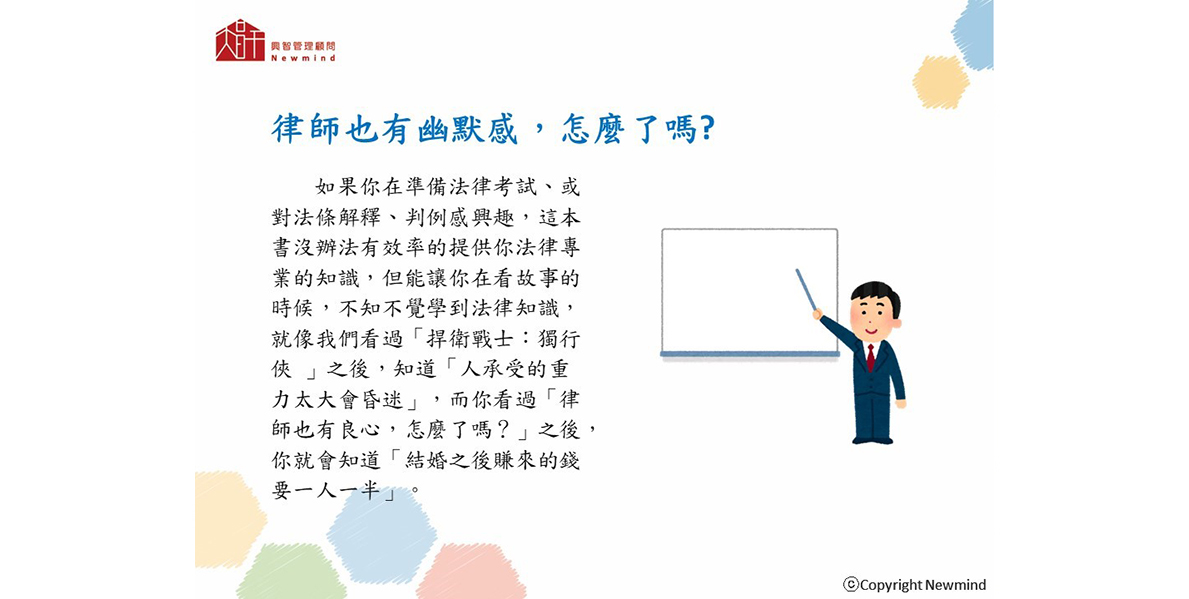 興智管理顧問
Newmind
律師也有幽默感，怎麼了嗎?
如果你在準備法律考試、或
對法條解釋、判例感興趣，這本
書沒辦法有效率的提供你法律專
業的知識，但能讓你在看故事的
時候，不知不覺學到法律知識，
就像我們看過「捍衛戰士：獨行
俠 」之後，知道「人承受的重
力太大會昏迷」，而你看過「律
師也有良心，怎麼了嗎？」之後，
你就會知道「結婚之後賺來的錢
要一人一半」。
ⓒCopyright Newmind